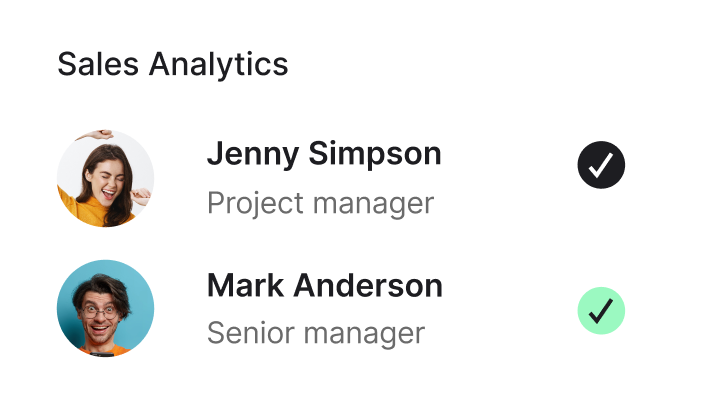 Sales Analytics
Jenny Simpson
Project manager
Mark Anderson
Senior manager